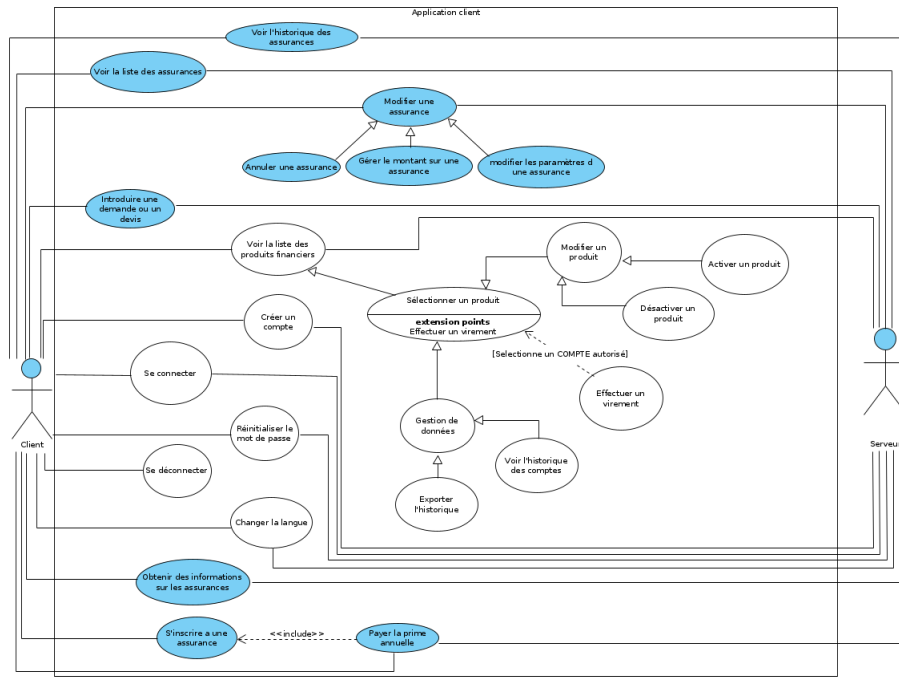 Application client
Voir l'historique des
assurances
Voir la liste des assurances
Modifier une
assurance
Annuler une assurance
Gérer le montant sur une
assurance
modifier les paramètres d
une assurance
Introduire une
demande ou un
devis
Voir la liste des
produits financiers
Modifier un
produit
Activer un produit
Sélectionner un produit
extension points
Effectuer un virement
Désactiver un
produit
Créer un
compte
[Selectionne un COMPTE autorisé]
Se connecter
Effectuer un
virement
Gestion de
données
Réinitialiser le
mot de passe
Client
Serveur
Voir l'historique
des comptes
Se déconnecter
Exporter
l'historique
Changer la langue
Obtenir des informations
sur les assurances
S'inscrire a une
assurance
<<include>>
Payer la prime
annuelle